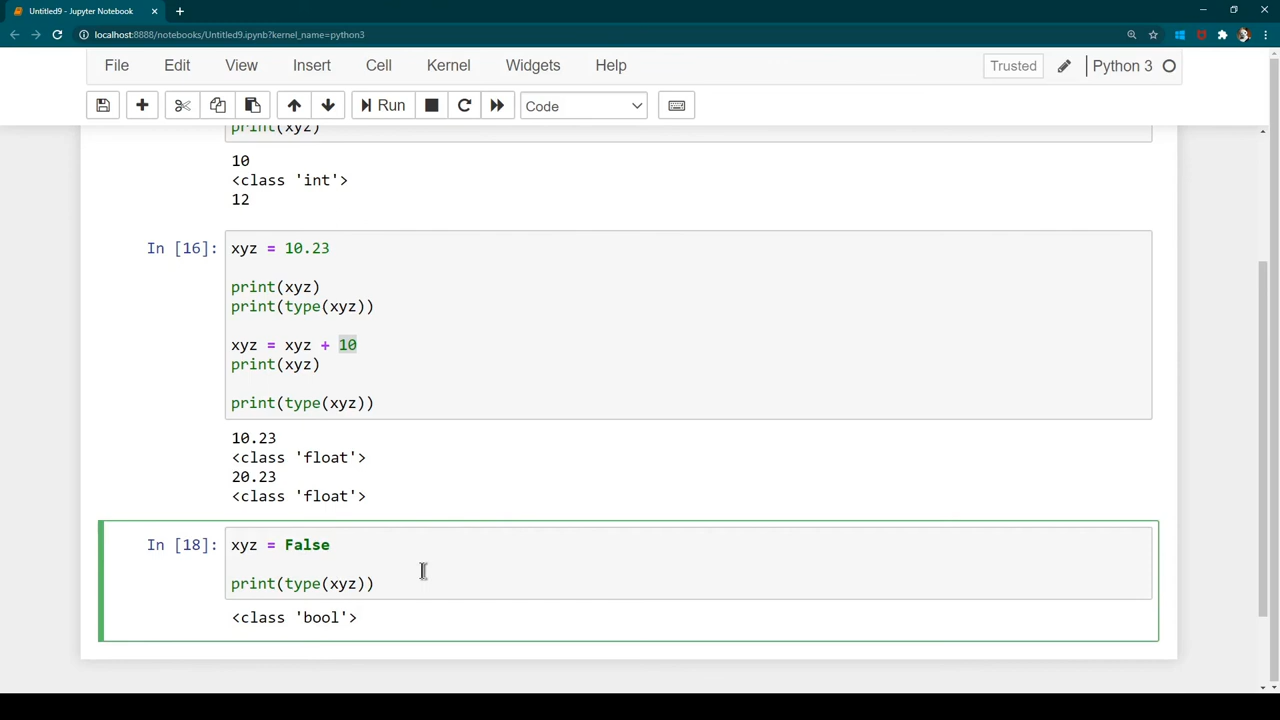 Untitled9 - Jupyter Notebook
localhost:8888/notebooks/Untitled9.ipynb?kernel_name=python3
File Edit View Insert Cell Kernel Widgets Help Trusted Python 3
Run Code
print(xyz)
10
<class 'int'>
12
In [16]: xyz = 10.23
print(xyz)
print(type(xyz))
xyz = xyz + 10
print(xyz)
print(type(xyz))
10.23
<class 'float'>
20.23
<class 'float'>
In [18]: xyz = False
print(type(xyz))
<class 'bool'>